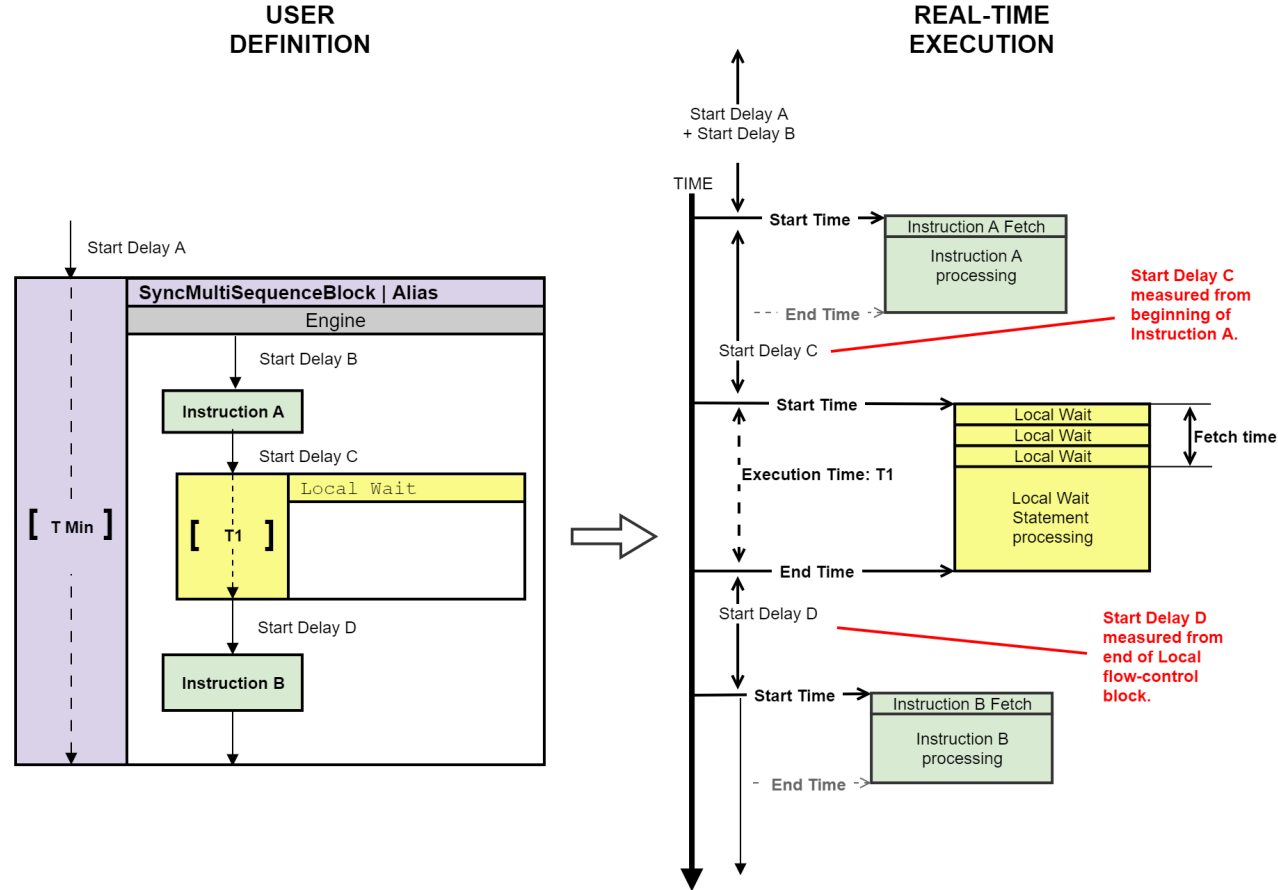 USER
DEFINITION
Start Delay A
SyncMultiSequenceBlock | Alias
Engine
Start Delay B
Instruction A
Start Delay C
Local Wait
[ T Min ]
[ T1 ]
Start Delay D
Instruction B
REAL-TIME
EXECUTION
Start Delay A
+ Start Delay B
TIME
Start Time
Instruction A Fetch
Instruction A
processing
End Time
Start Delay C
Start Delay C
measured from
beginning of
Instruction A.
Start Time
Local Wait
Local Wait
Local Wait
Fetch time
Execution Time: T1
Local Wait
Statement
processing
End Time
Start Delay D
Start Delay D
measured from
end of Local
flow-control
block.
Start Time
Instruction B Fetch
Instruction B
processing
End Time